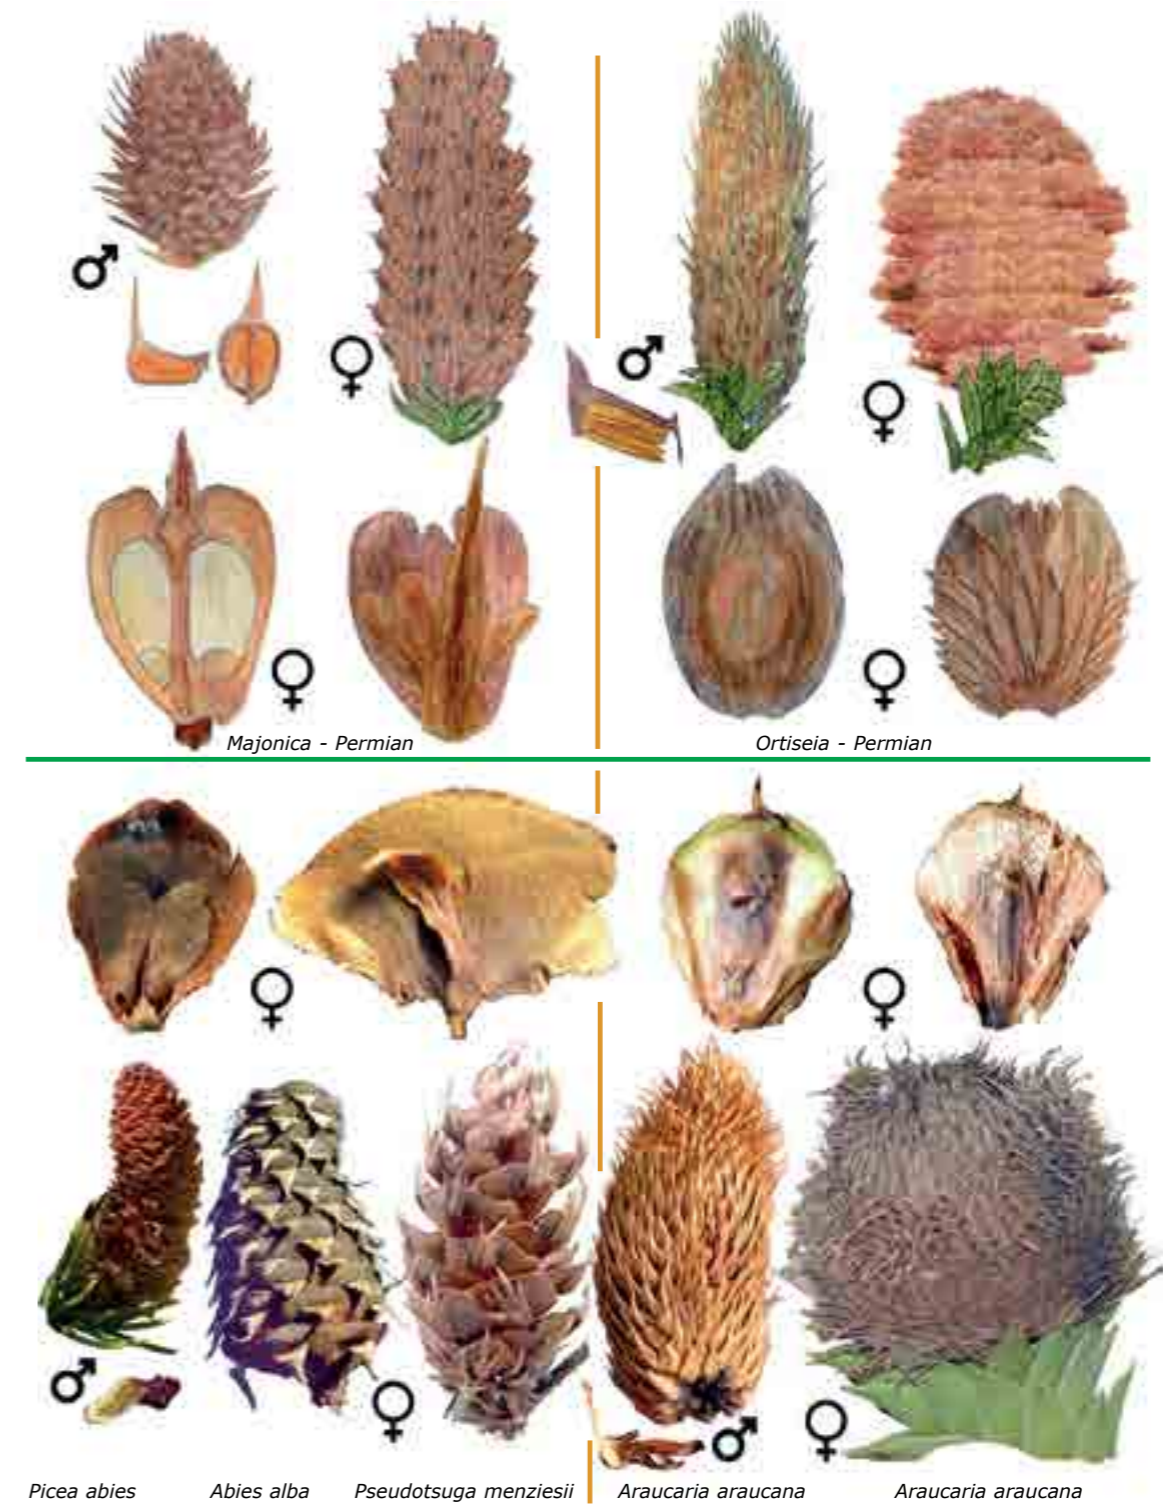 Majonica - Permian
Ortiseia - Permian
Picea abies
Abies alba
Pseudotsuga menziesii
Araucaria araucana
Araucaria araucana